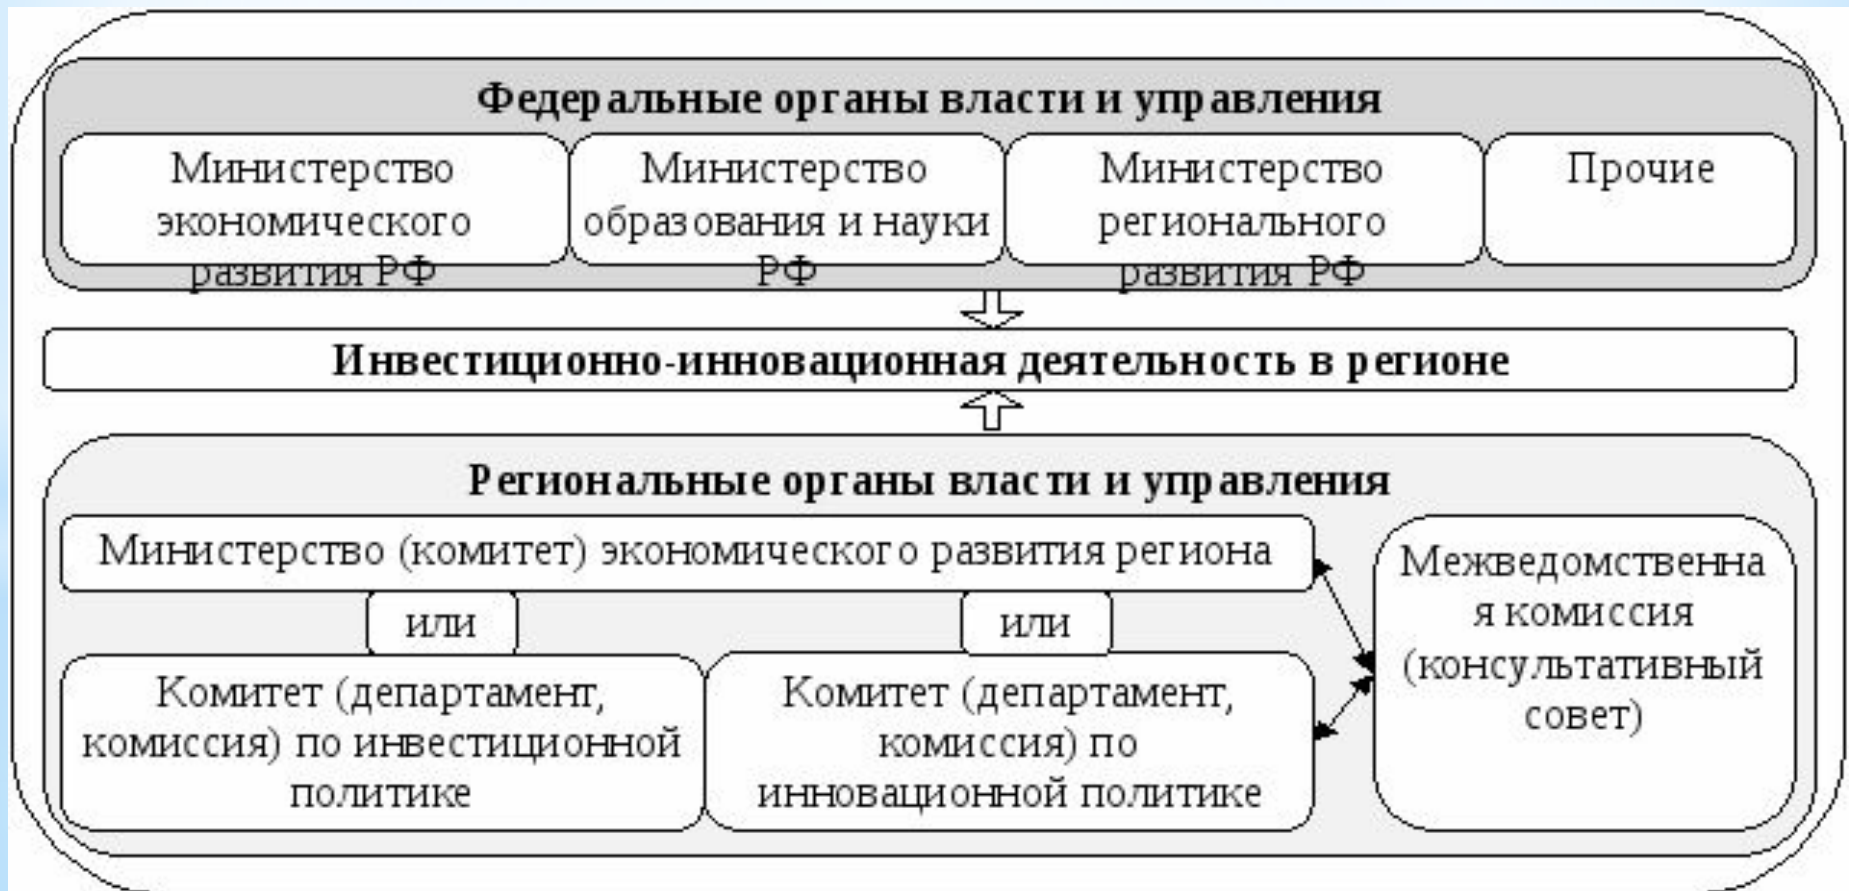 Федеральные органы власти и управления
Министерство
экономического
развития РФ
Министерство
образования и науки
РФ
Министерство
регионального
развития РФ
Прочие
Инвестиционно-инновационная деятельность в регионе
Региональные органы власти и управления
Министерство (комитет) экономического развития региона
или
или
Комитет (департамент,
комиссия) по инвестиционной
политике
Комитет (департамент,
комиссия) по
инновационной политике
Межведомственна
я комиссия
(консультативный
совет)